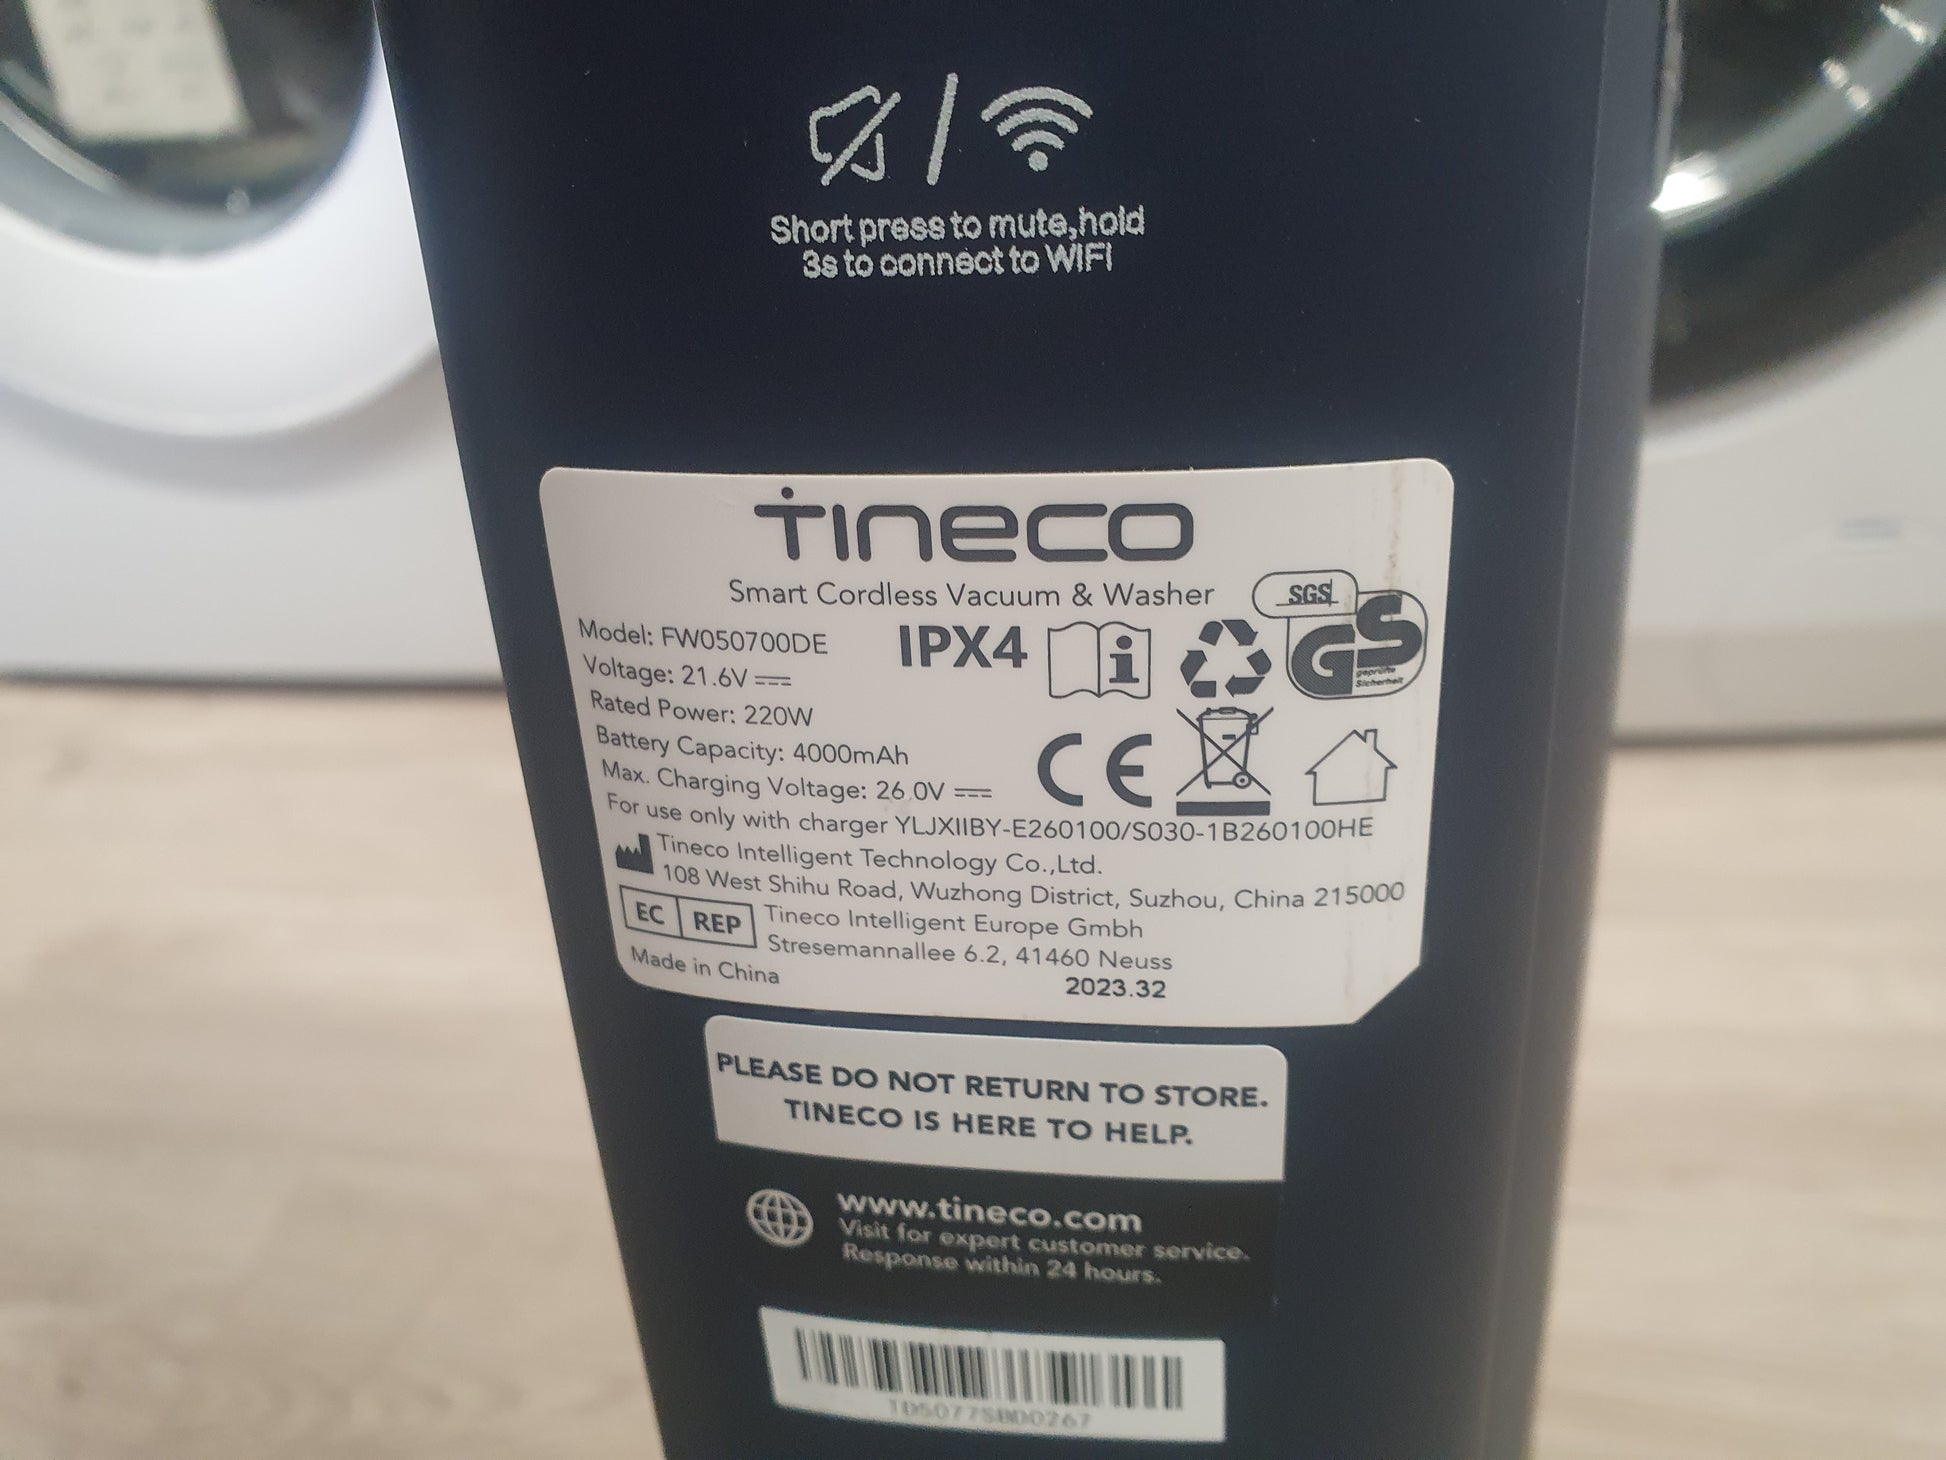 Short press to mute,hold
3s to connect to WIFI
TINECO
Smart Cordless Vacuum & Washer
SGS
GS
geprüfte
Sicherheit
IPX4
Model: FW050700DE
Voltage: 21.6V
Rated Power: 220W
Battery Capacity: 4000mAh
Max. Charging Voltage: 26.0V
CE
For use only with charger YLJXIIBY-E260100/S030-1B260100HE
Tineco Intelligent Technology Co.,Ltd.
108 West Shihu Road, Wuzhong District, Suzhou, China 215000
EC REP
Tineco Intelligent Europe Gmbh
Stresemannallee 6.2, 41460 Neuss
Made in China
2023.32
PLEASE DO NOT RETURN TO STORE.
TINECO IS HERE TO HELP.
www.tineco.com
Visit for expert customer service.
Response within 24 hours.